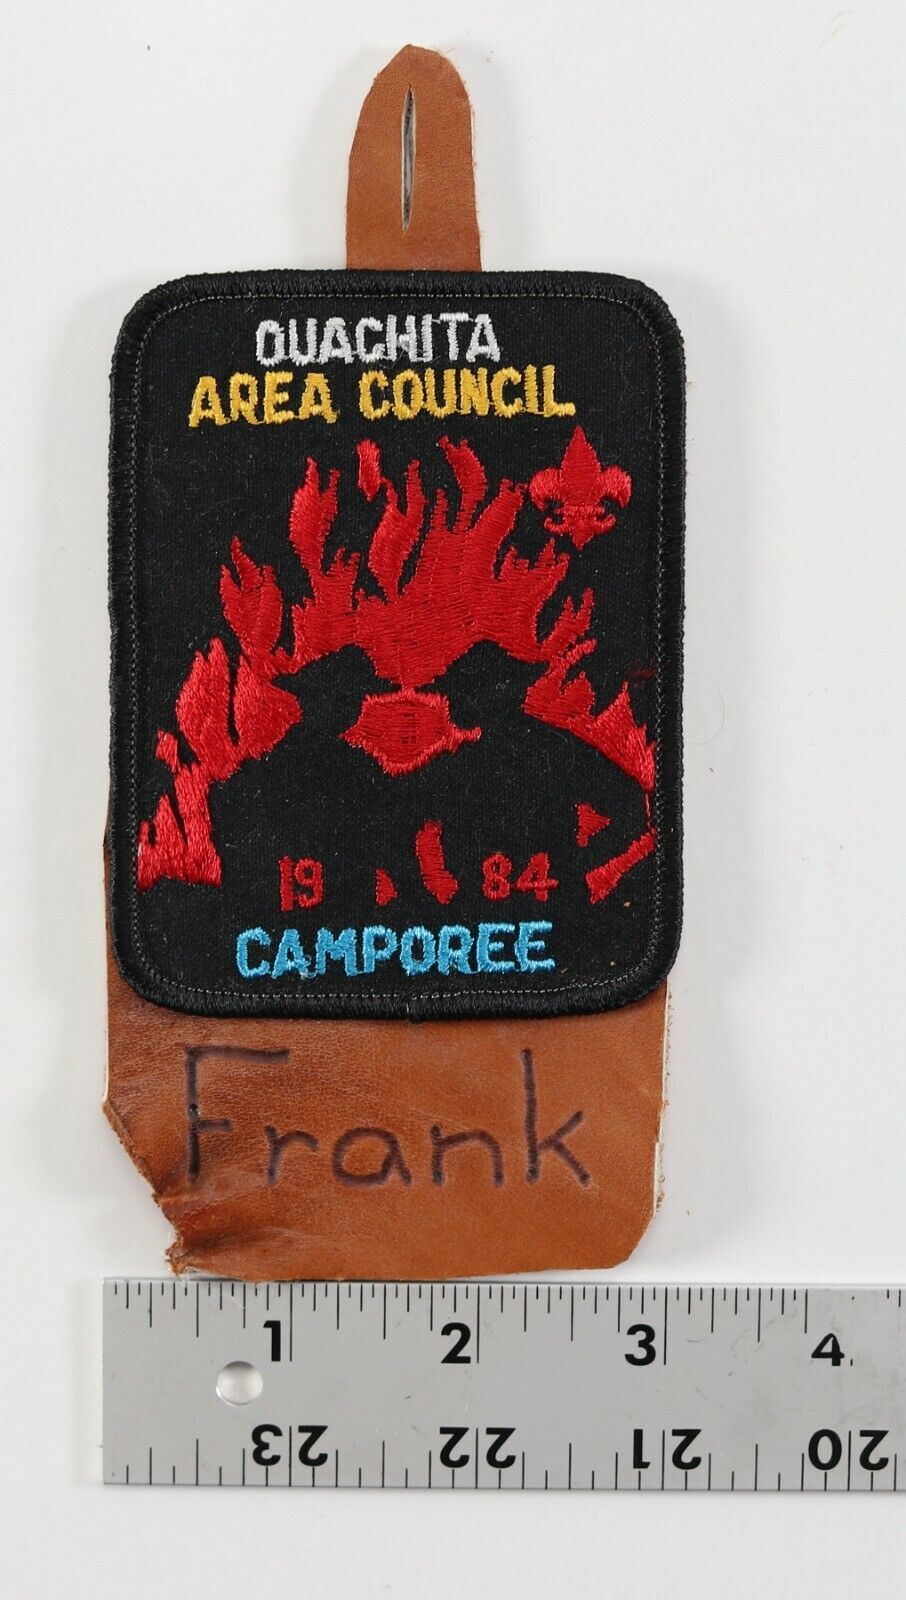 OUACHITA
AREA COUNCIL
19 84
CAMPOREE
Frank
1 2 3 4
23 22 21 20